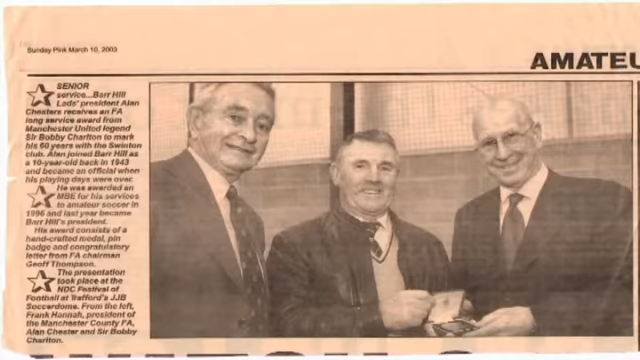 Sunday Pink March 10, 2003
AMATEU
SENIOR
service...Barr Hill
Lads' president Alan
Chesters receives an FA
long service award from
Manchester United legend
Sir Bobby Charlton to mark
his 60 years with the Swinton
club. Alan joined Barr Hill as
a 10-year-old back in 1943
and became an official when
his playing days were over.
He was awarded an
MBE for his services
to amateur soccer in
1996 and last year became
Barr Hill's president.
His award consists of a
hand-crafted medal, pin
badge and congratulatory
letter from FA chairman
Geoff Thompson.
The presentation
took place at the
NDC Festival of
Football at Trafford's JJB
Soccerdome. From the left,
Frank Hannah, president of
the Manchester County FA,
Alan Chester and Sir Bobby
Charlton.